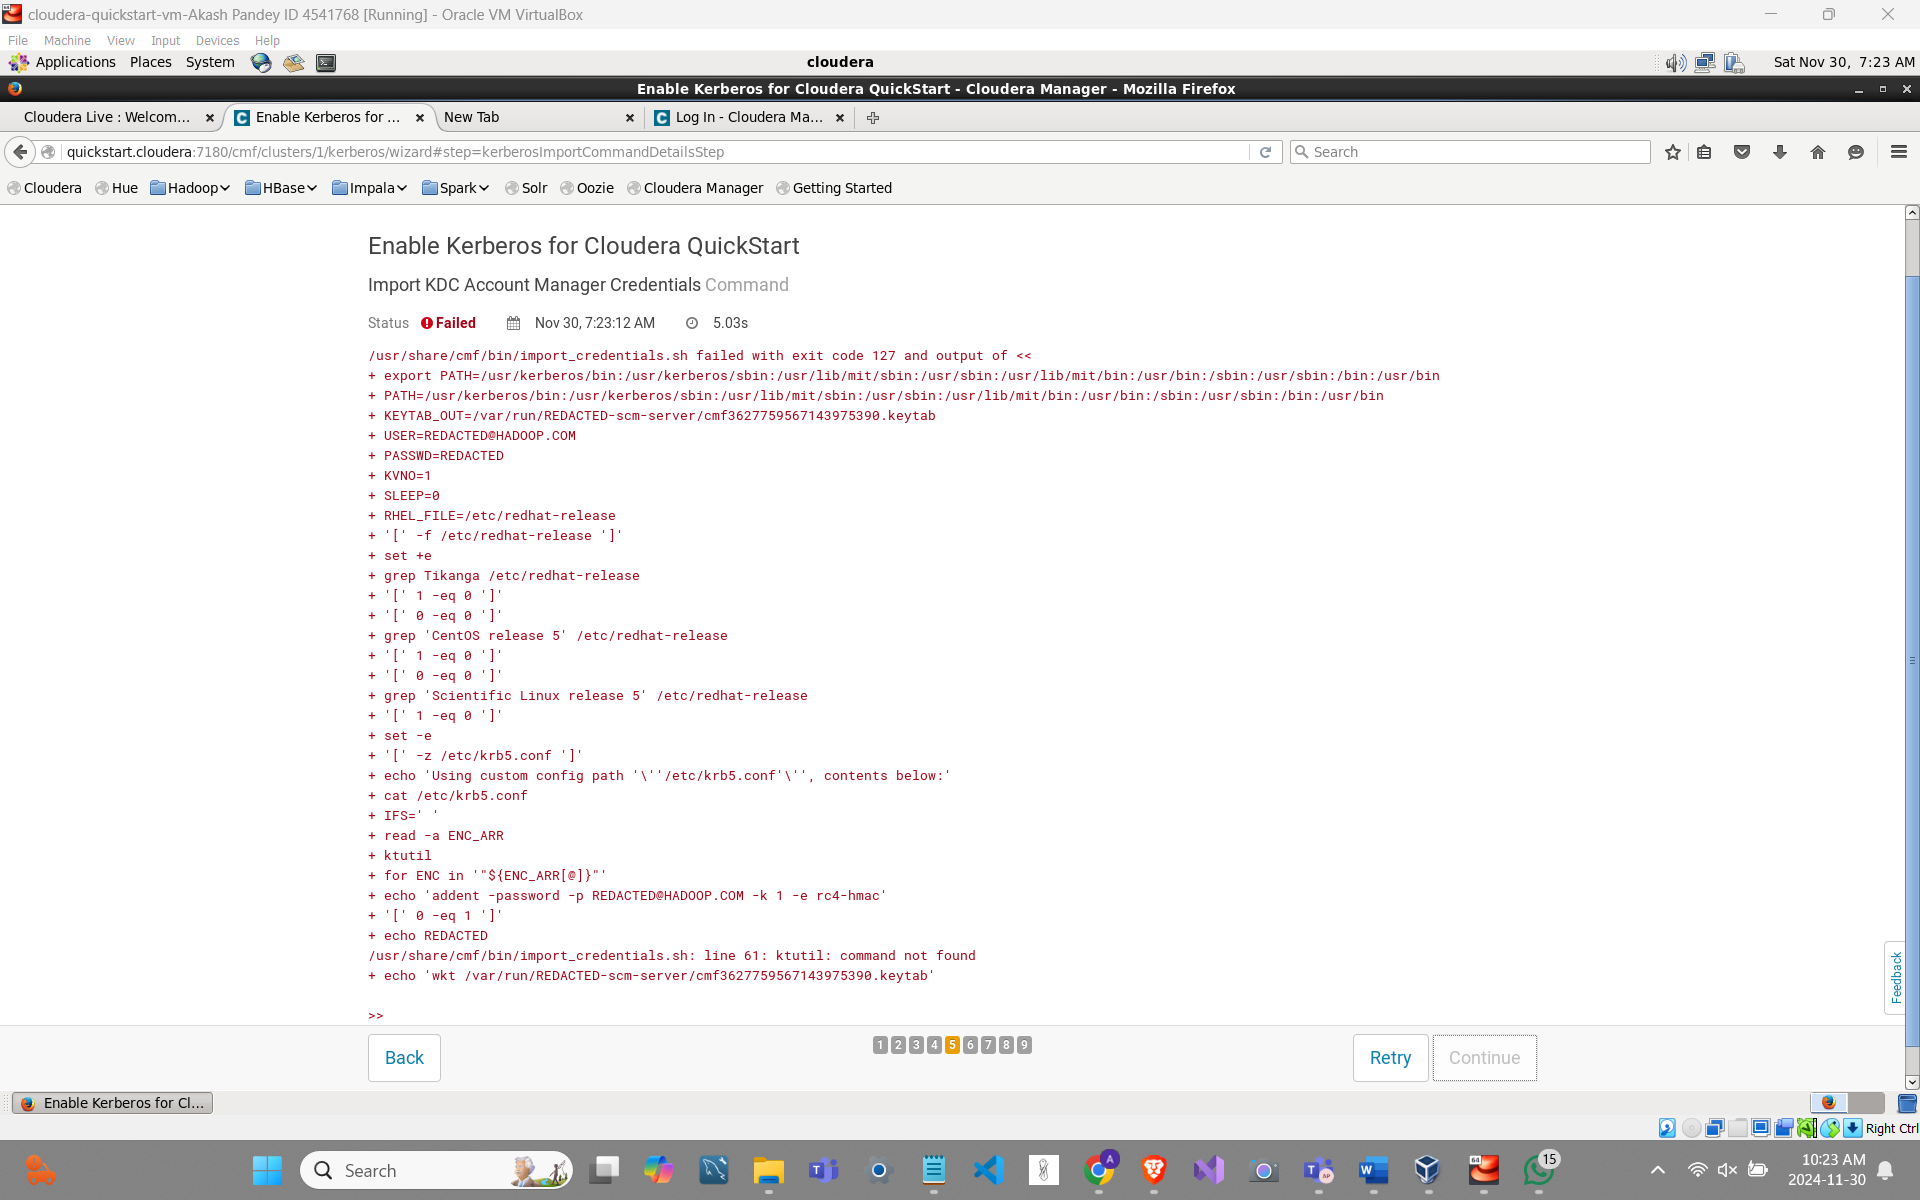 cloudera-quickstart-vm-Akash Pandey ID 4541768 [Running] - Oracle VM VirtualBox
File Machine View Input Devices Help
Applications Places System cloudera Sat Nov 30, 7:23 AM
Enable Kerberos for Cloudera QuickStart - Cloudera Manager - Mozilla Firefox
Cloudera Live : Welcom... Enable Kerberos for ... New Tab Log In - Cloudera Ma...
quickstart.cloudera:7180/cmf/clusters/1/kerberos/wizard#step=kerberosImportCommandDetailsStep Search
Cloudera Hue Hadoop HBase Impala Spark Solr Oozie Cloudera Manager Getting Started
Enable Kerberos for Cloudera QuickStart
Import KDC Account Manager Credentials Command
Status Failed Nov 30, 7:23:12 AM 5.03s
/usr/share/cmf/bin/import_credentials.sh failed with exit code 127 and output of <<
+ export PATH=/usr/kerberos/bin:/usr/kerberos/sbin:/usr/lib/mit/sbin:/usr/sbin:/usr/lib/mit/bin:/usr/bin:/sbin:/usr/sbin:/bin:/usr/bin
+ PATH=/usr/kerberos/bin:/usr/kerberos/sbin:/usr/lib/mit/sbin:/usr/sbin:/usr/lib/mit/bin:/usr/bin:/sbin:/usr/sbin:/bin:/usr/bin
+ KEYTAB_OUT=/var/run/REDACTED-scm-server/cmf3627759567143975390.keytab
+ USER=REDACTED@HADOOP.COM
+ PASSWD=REDACTED
+ KVNO=1
+ SLEEP=0
+ RHEL_FILE=/etc/redhat-release
+ '[' -f /etc/redhat-release ']'
+ set +e
+ grep Tikanga /etc/redhat-release
+ '[' 1 -eq 0 ']'
+ '[' 0 -eq 0 ']'
+ grep 'CentOS release 5' /etc/redhat-release
+ '[' 1 -eq 0 ']'
+ '[' 0 -eq 0 ']'
+ grep 'Scientific Linux release 5' /etc/redhat-release
+ '[' 1 -eq 0 ']'
+ set -e
+ '[' -z /etc/krb5.conf ']'
+ echo 'Using custom config path '\''/etc/krb5.conf'\'', contents below:'
+ cat /etc/krb5.conf
+ IFS=' '
+ read -a ENC_ARR
+ ktutil
+ for ENC in '"${ENC_ARR[@]}"'
+ echo 'addent -password -p REDACTED@HADOOP.COM -k 1 -e rc4-hmac'
+ '[' 0 -eq 1 ']'
+ echo REDACTED
/usr/share/cmf/bin/import_credentials.sh: line 61: ktutil: command not found
+ echo 'wkt /var/run/REDACTED-scm-server/cmf3627759567143975390.keytab'
>>
Feedback
Back 1 2 3 4 5 6 7 8 9 Retry Continue
Enable Kerberos for Cl...
Right Ctrl
Search A AP 15 10:23 AM
2024-11-30